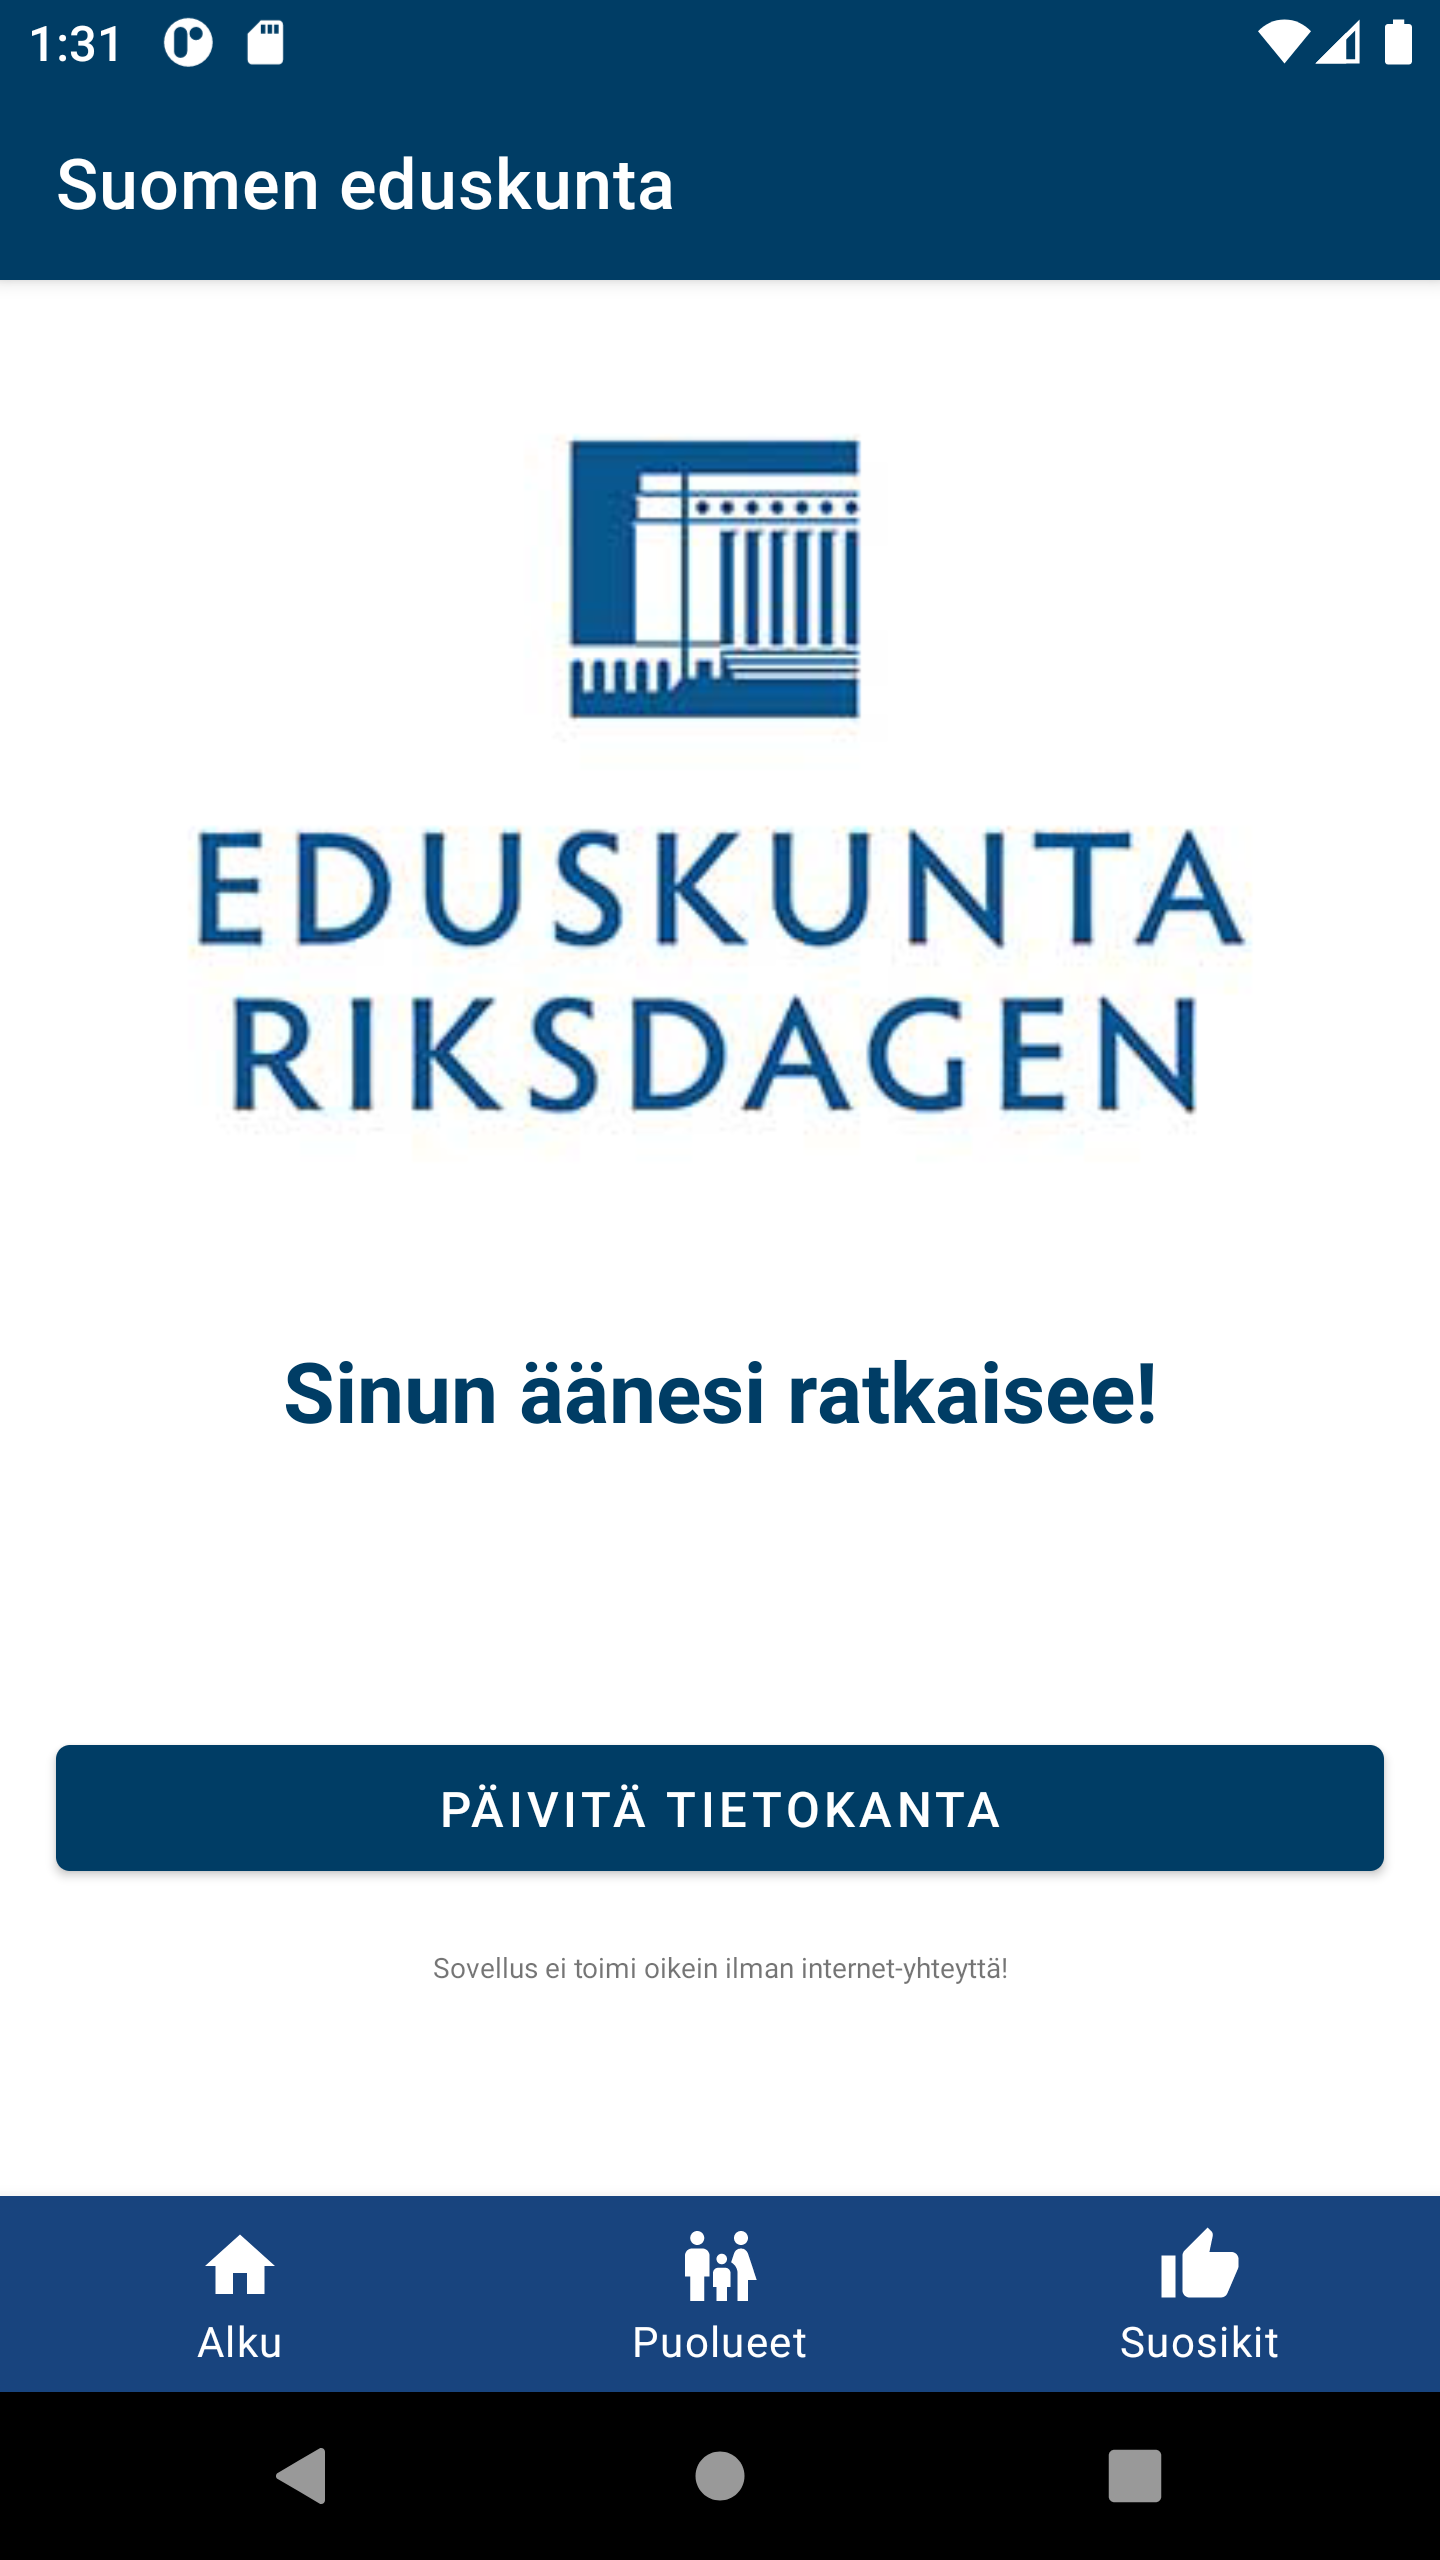 1:31
Suomen eduskunta
EDUSKUNTA
RIKSDAGEN
Sinun äänesi ratkaisee!
PÄIVITÄ TIETOKANTA
Sovellus ei toimi oikein ilman internet-yhteyttä!
Alku Puolueet Suosikit